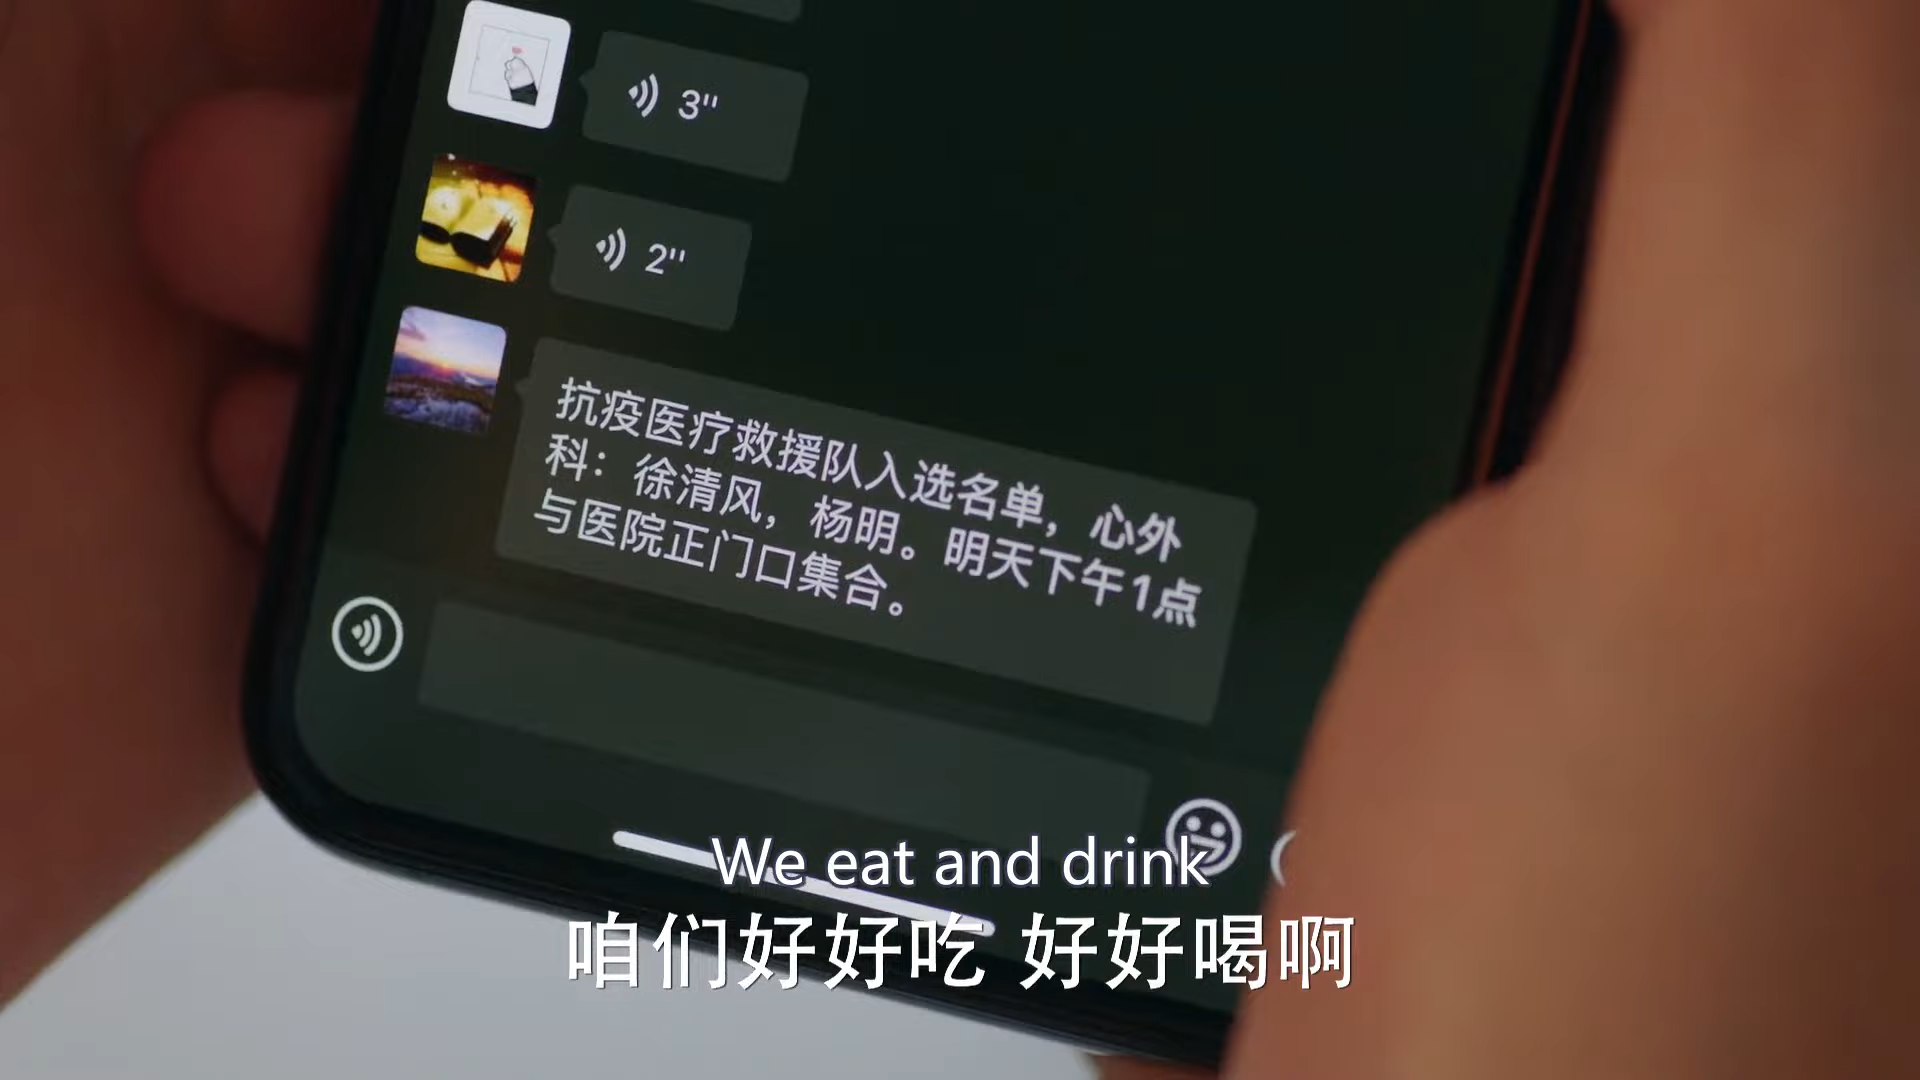 3''
2''
抗疫医疗救援队入选名单，心外
科：徐清风，杨明。明天下午1点
与医院正门口集合。
We eat and drink
咱们好好吃 好好喝啊